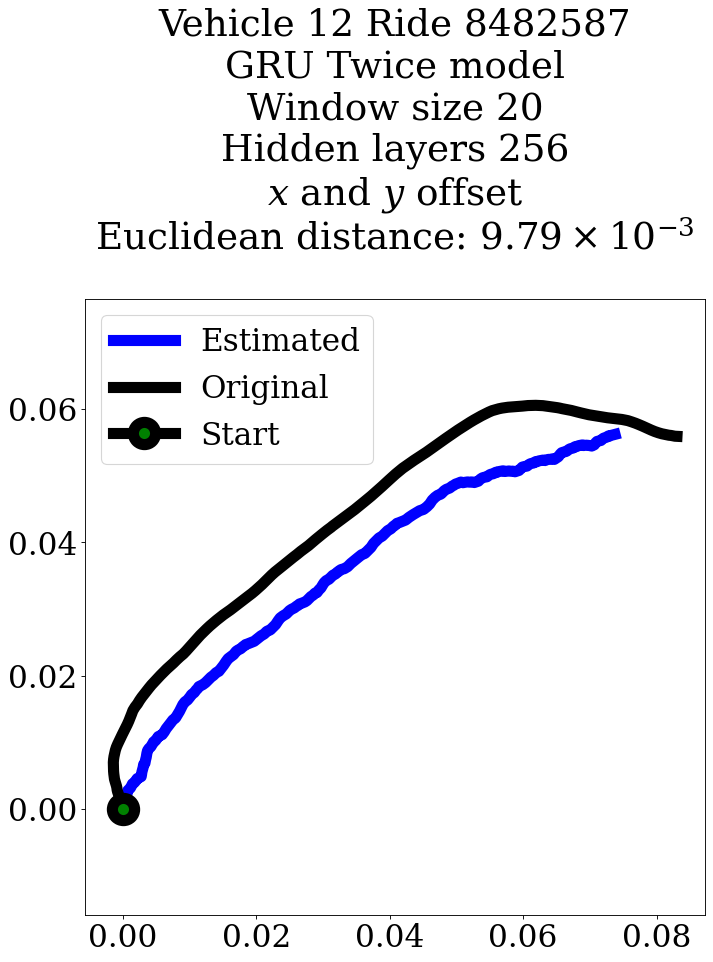 Vehicle 12 Ride 8482587
GRU Twice model
Window size 20
Hidden layers 256
x and y offset
Euclidean distance: 9.79 × 10⁻³
Estimated
Original
Start
0.06
0.04
0.02
0.00
0.00 0.02 0.04 0.06 0.08